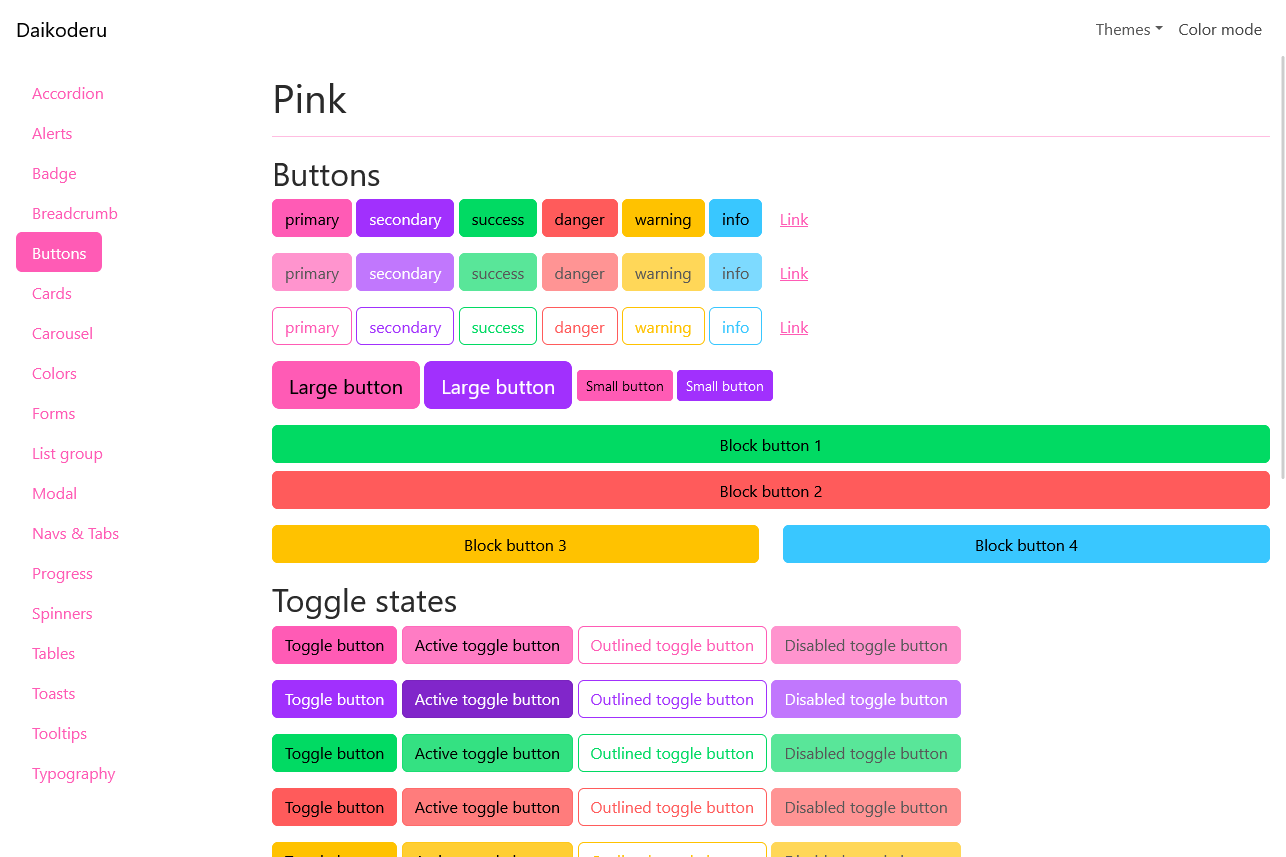 Daikoderu
Themes
Color mode
Accordion
Alerts
Badge
Breadcrumb
Buttons
Cards
Carousel
Colors
Forms
List group
Modal
Navs & Tabs
Progress
Spinners
Tables
Toasts
Tooltips
Typography
Pink
Buttons
primary secondary success danger warning info Link
primary secondary success danger warning info Link
primary secondary success danger warning info Link
Large button Large button Small button Small button
Block button 1
Block button 2
Block button 3 Block button 4
Toggle states
Toggle button Active toggle button Outlined toggle button Disabled toggle button
Toggle button Active toggle button Outlined toggle button Disabled toggle button
Toggle button Active toggle button Outlined toggle button Disabled toggle button
Toggle button Active toggle button Outlined toggle button Disabled toggle button